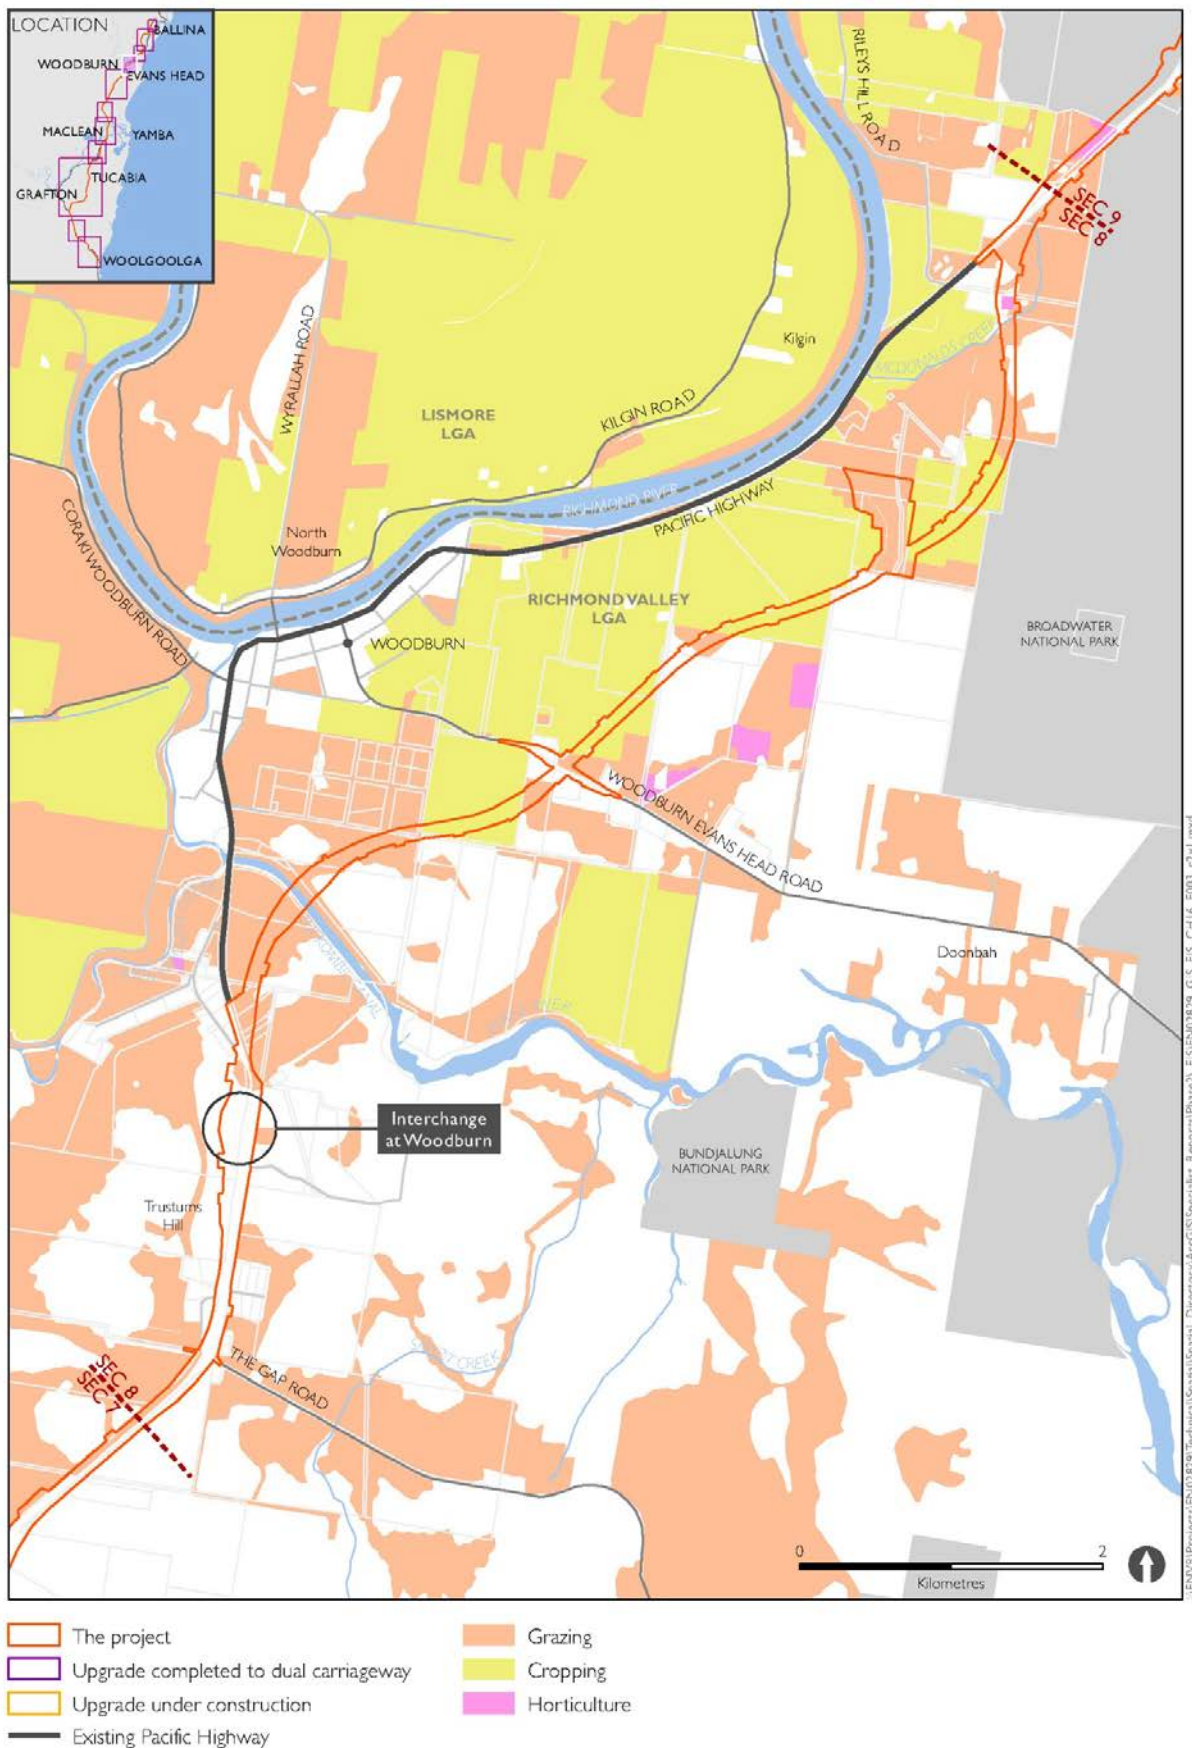 LOCATION
BALLINA
WOODBURN
EVANS HEAD
MACLEAN
YAMBA
TUCABIA
GRAFTON
WOOLGOOLGA
RILEYS HILL ROAD
SEC 9
SEC 8
WYRALLAH ROAD
Kilgin
MCDONALDS CREEK
LISMORE
LGA
KILGIN ROAD
RICHMOND RIVER
PACIFIC HIGHWAY
CORAKI WOODBURN ROAD
North
Woodburn
RICHMOND VALLEY
LGA
WOODBURN
BROADWATER
NATIONAL PARK
WOODBURN EVANS HEAD ROAD
Doonbah
RIVER
Interchange
at Woodburn
BUNDJALUNG
NATIONAL PARK
Trustums
Hill
THE GAP ROAD
CREEK
SEC 8
SEC 7
0
2
Kilometres
The project
Upgrade completed to dual carriageway
Upgrade under construction
Existing Pacific Highway
Grazing
Cropping
Horticulture